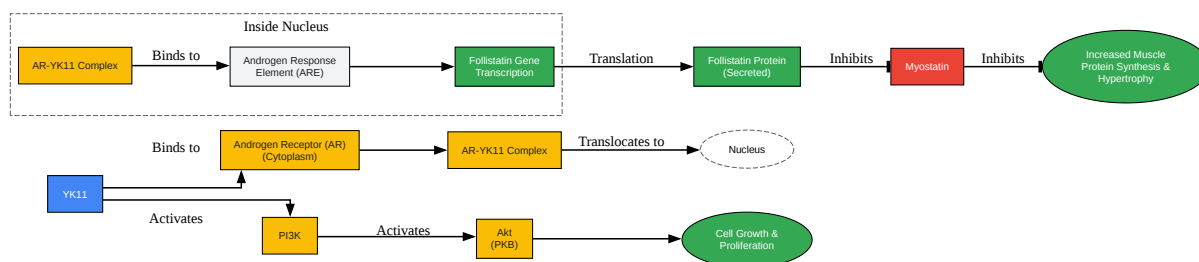 Inside Nucleus
AR-YK11 Complex
Binds to
Androgen Response
Element (ARE)
Follistatin Gene
Transcription
Translation
Follistatin Protein
(Secreted)
Inhibits
Myostatin
Inhibits
Increased Muscle
Protein Synthesis &
Hypertrophy
Binds to
Androgen Receptor (AR)
(Cytoplasm)
AR-YK11 Complex
Translocates to
Nucleus
YK11
Activates
PI3K
Activates
Akt
(PKB)
Cell Growth &
Proliferation